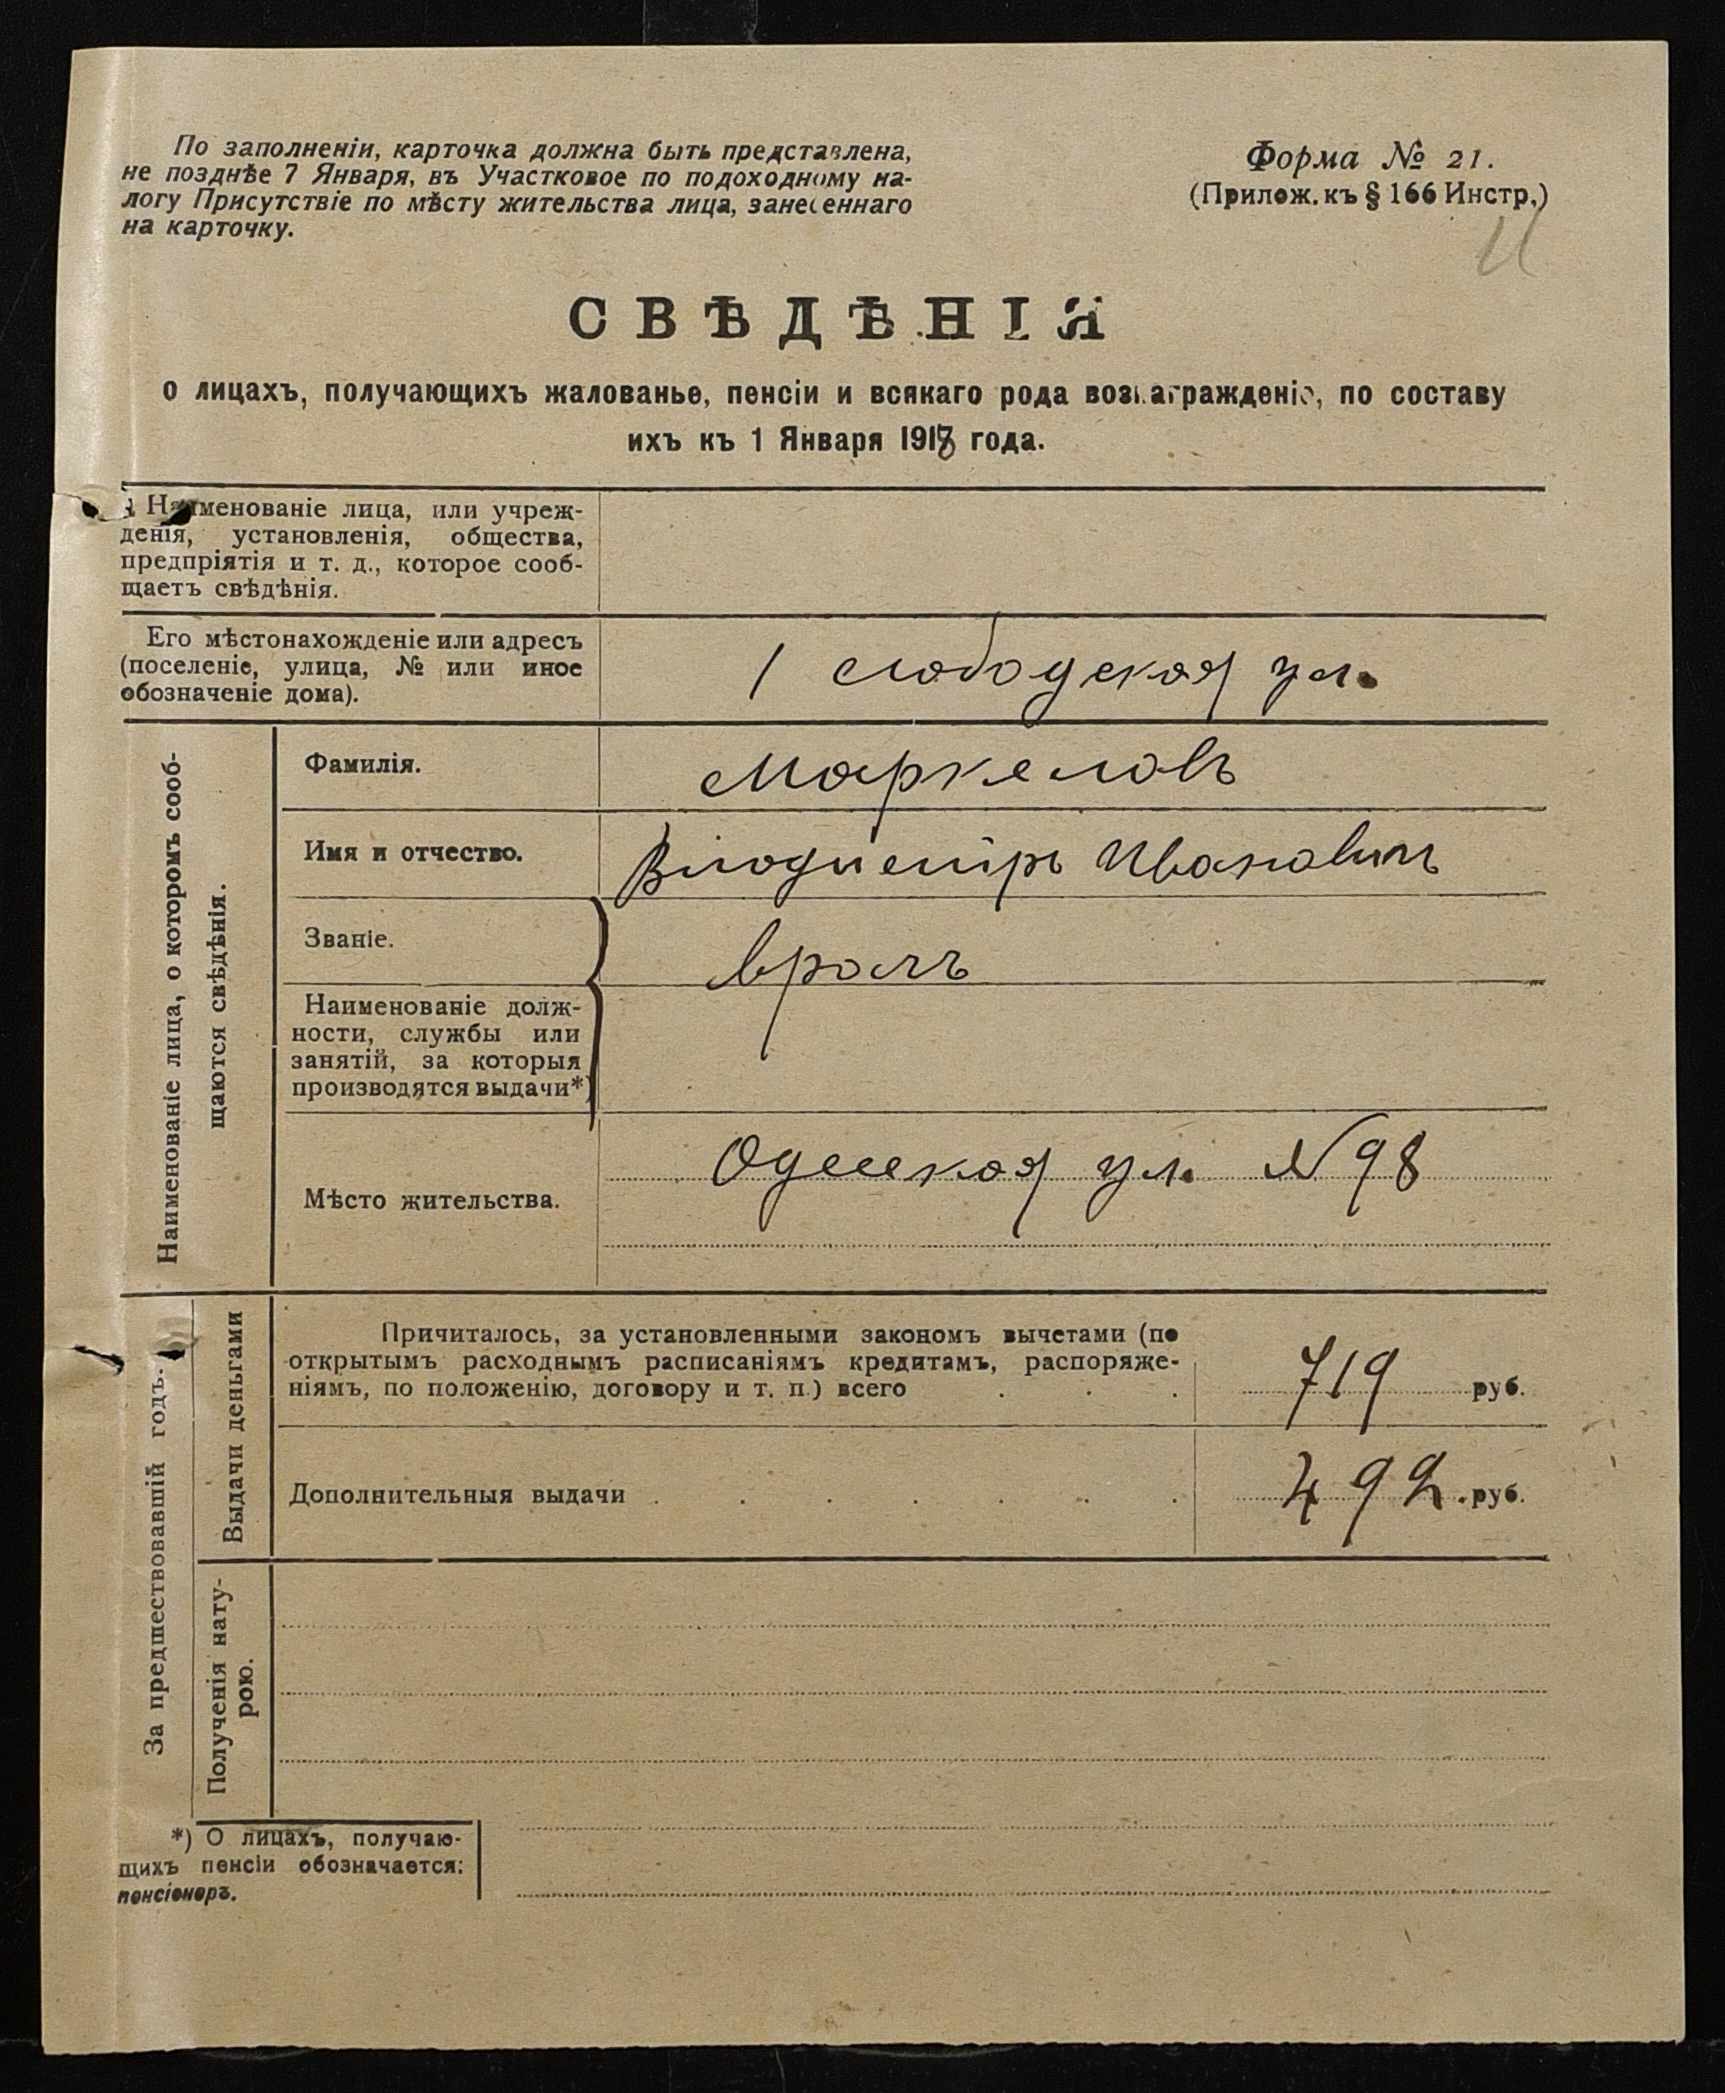 По заполненіи, карточка должна быть представлена,
не позднѣе 7 Января, въ Участковое по подоходному на-
логу Присутствіе по мѣсту жительства лица, занесеннаго
на карточку.
Форма № 21.
(Прилож. къ § 166 Инстр.)
СВѢДѢНІЯ
о лицахъ, получающихъ жалованье, пенсіи и всякаго рода вознагражденіе, по составу
ихъ къ 1 Января 1918 года.
Наименованіе лица, или учреж-
денія, установленія, общества,
предпріятія и т. д., которое сооб-
щаетъ свѣдѣнія.
Его мѣстонахожденіе или адресъ
(поселеніе, улица, № или иное
обозначеніе дома).
1 слободская ул.
Наименованіе лица, о которомъ сооб-
щаются свѣдѣнія.
Фамилія.
Маркеловъ
Имя и отчество.
Ивановичъ
Званіе.
врачъ
Наименованіе долж-
ности, службы или
занятій, за которыя
производятся выдачи*)
Мѣсто жительства.
Одесская ул. N 98
За предшествовавшій годъ.
Выдачи деньгами
Причиталось, за установленными закономъ вычетами (по
открытымъ расходнымъ расписаніямъ кредитамъ, распоряже-
ніямъ, по положенію, договору и т. п.) всего . . .
719 руб.
Дополнительныя выдачи . . . . . . .
492 руб.
Полученія нату-
рою.
*) О лицахъ, получаю-
щихъ пенсіи обозначается:
пенсіонеръ.